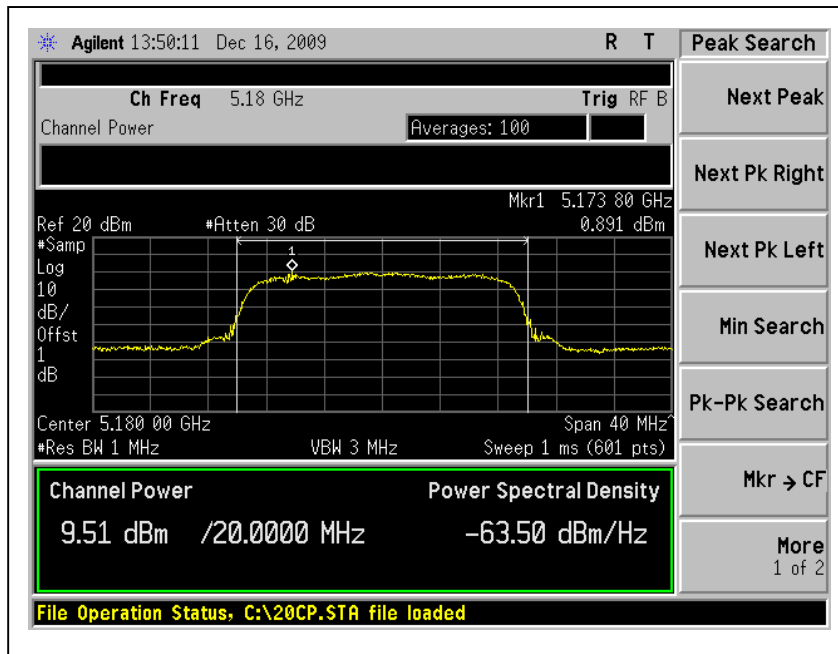 Agilent 13:50:11 Dec 16, 2009 R T
Peak Search
Ch Freq 5.18 GHz Trig RF B
Channel Power Averages: 100
Mkr1 5.173 80 GHz
Ref 20 dBm #Atten 30 dB 0.891 dBm
#Samp
Log
10
dB/
Offst
1
dB
1
Center 5.180 00 GHz Span 40 MHz^
#Res BW 1 MHz VBW 3 MHz Sweep 1 ms (601 pts)
Channel Power Power Spectral Density
9.51 dBm /20.0000 MHz -63.50 dBm/Hz
File Operation Status, C:\20CP.STA file loaded
Next Peak
Next Pk Right
Next Pk Left
Min Search
Pk-Pk Search
Mkr → CF
More
1 of 2